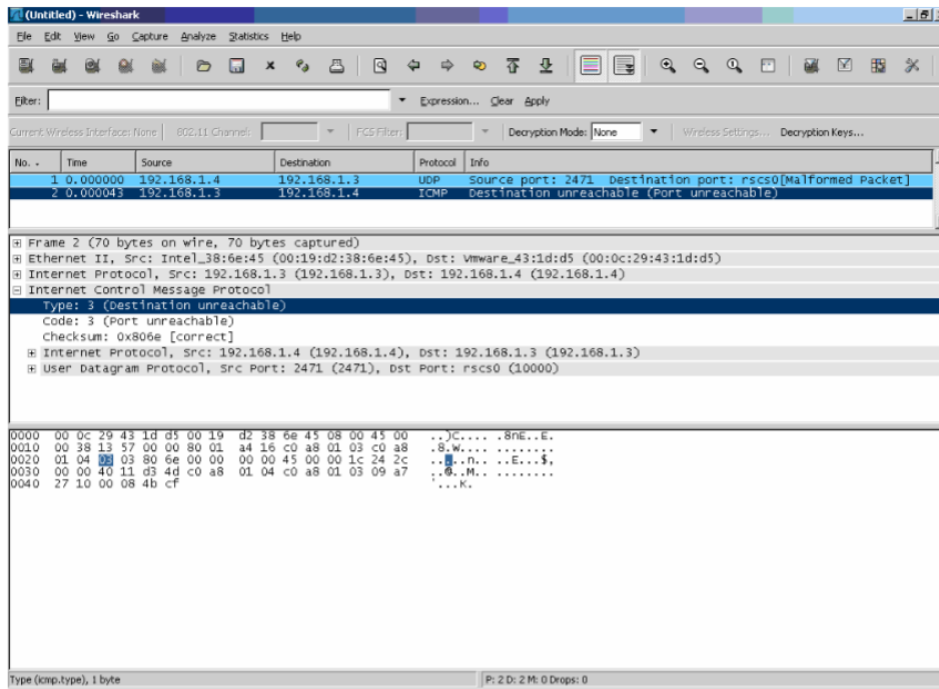 (Untitled) - Wireshark
File Edit View Go Capture Analyze Statistics Help
Filter: Expression... Clear Apply
Current Wireless Interface: None 802.11 Channel: FCS Filter: Decryption Mode: None Wireless Settings... Decryption Keys...
No. . Time Source Destination Protocol Info
1 0.000000 192.168.1.4 192.168.1.3 UDP Source port: 2471 Destination port: rscs0[Malformed Packet]
2 0.000043 192.168.1.3 192.168.1.4 ICMP Destination unreachable (Port unreachable)
Frame 2 (70 bytes on wire, 70 bytes captured)
Ethernet II, Src: Intel_38:6e:45 (00:19:d2:38:6e:45), Dst: Vmware_43:1d:d5 (00:0c:29:43:1d:d5)
Internet Protocol, Src: 192.168.1.3 (192.168.1.3), Dst: 192.168.1.4 (192.168.1.4)
Internet Control Message Protocol
Type: 3 (Destination unreachable)
Code: 3 (Port unreachable)
Checksum: 0x806e [correct]
Internet Protocol, Src: 192.168.1.4 (192.168.1.4), Dst: 192.168.1.3 (192.168.1.3)
User Datagram Protocol, Src Port: 2471 (2471), Dst Port: rscs0 (10000)
0000 00 0c 29 43 1d d5 00 19 d2 38 6e 45 08 00 45 00 ..)C.... .8nE..E.
0010 00 38 13 57 00 00 80 01 a4 16 c0 a8 01 03 c0 a8 .8.W.... ........
0020 01 04 03 03 80 6e 00 00 00 00 45 00 00 1c 24 2c .....n.. ..E...$,
0030 00 00 40 11 d3 4d c0 a8 01 04 c0 a8 01 03 09 a7 ..@..M.. ........
0040 27 10 00 08 4b cf '...K.
Type (icmp.type), 1 byte P: 2 D: 2 M: 0 Drops: 0